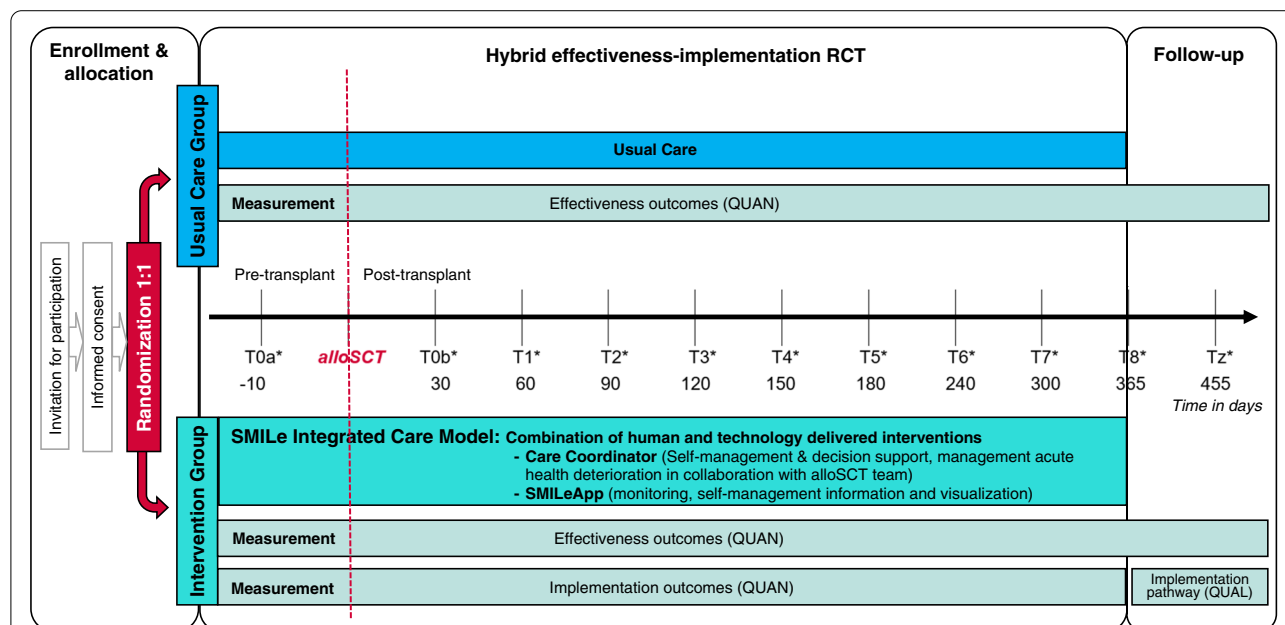 Enrollment &
allocation
Hybrid effectiveness-implementation RCT
Follow-up
Usual Care Group
Usual Care
Measurement
Effectiveness outcomes (QUAN)
Invitation for participation
Informed consent
Randomization 1:1
Pre-transplant
Post-transplant
T0a*
alloSCT
T0b*
T1*
T2*
T3*
T4*
T5*
T6*
T7*
T8*
Tz*
-10
30
60
90
120
150
180
240
300
365
455
Time in days
Intervention Group
SMILe Integrated Care Model: Combination of human and technology delivered interventions
- Care Coordinator (Self-management & decision support, management acute
health deterioration in collaboration with alloSCT team)
- SMILeApp (monitoring, self-management information and visualization)
Measurement
Effectiveness outcomes (QUAN)
Measurement
Implementation outcomes (QUAN)
Implementation
pathway (QUAL)